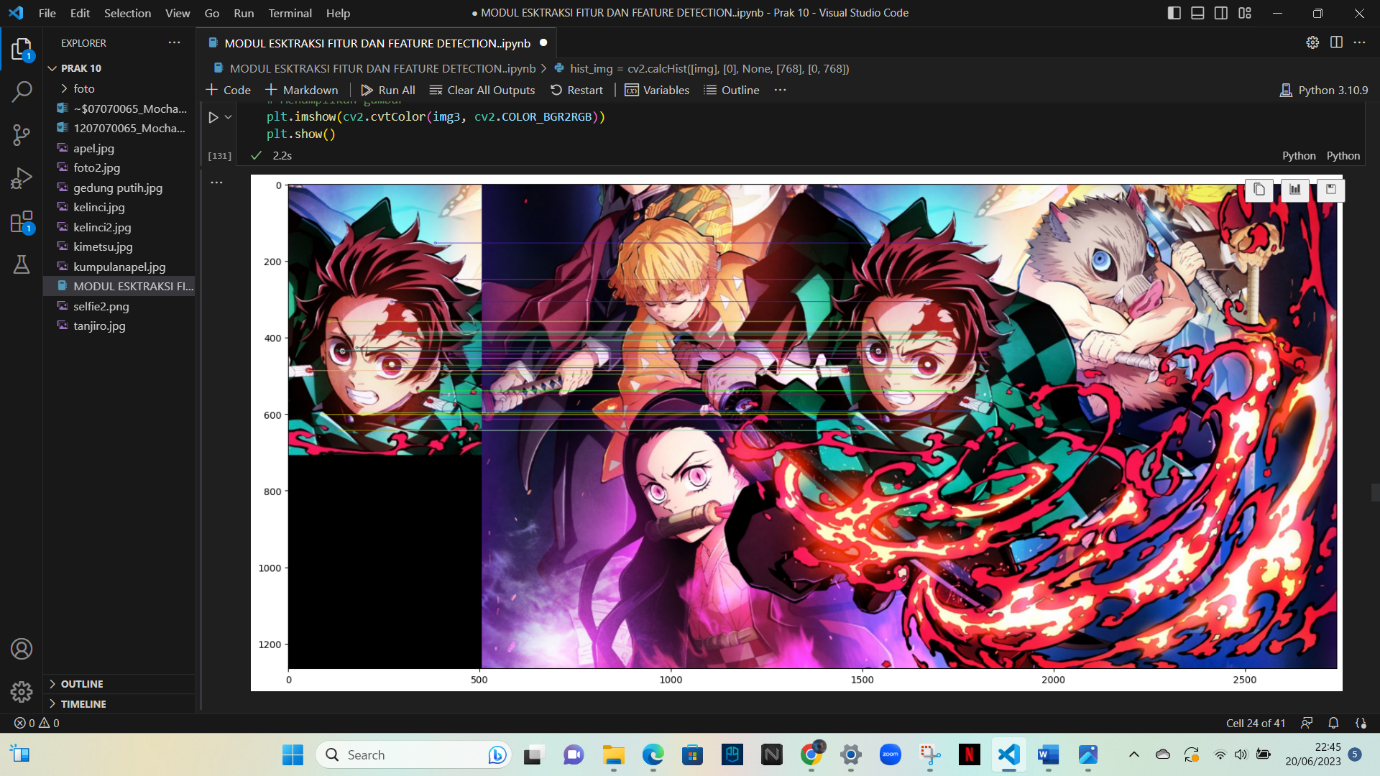 File Edit Selection View Go Run Terminal Help
● MODUL ESKTRAKSI FITUR DAN FEATURE DETECTION..ipynb - Prak 10 - Visual Studio Code
EXPLORER
PRAK 10
foto
~$07070065_Mocha...
1207070065_Mocha...
apel.jpg
foto2.jpg
gedung putih.jpg
kelinci.jpg
kelinci2.jpg
kimetsu.jpg
kumpulanapel.jpg
MODUL ESKTRAKSI FI...
selfie2.png
tanjiro.jpg
OUTLINE
TIMELINE
MODUL ESKTRAKSI FITUR DAN FEATURE DETECTION..ipynb ●
MODUL ESKTRAKSI FITUR DAN FEATURE DETECTION..ipynb > hist_img = cv2.calcHist([img], [0], None, [768], [0, 768])
+ Code + Markdown Run All Clear All Outputs Restart Variables Outline ...
Python 3.10.9
# Menampilkan gambar
plt.imshow(cv2.cvtColor(img3, cv2.COLOR_BGR2RGB))
plt.show()
[131] 2.2s
Python Python
0
200
400
600
800
1000
1200
0 500 1000 1500 2000 2500
0 0
Cell 24 of 41
1
1
Search
zoom
22:45
20/06/2023
5